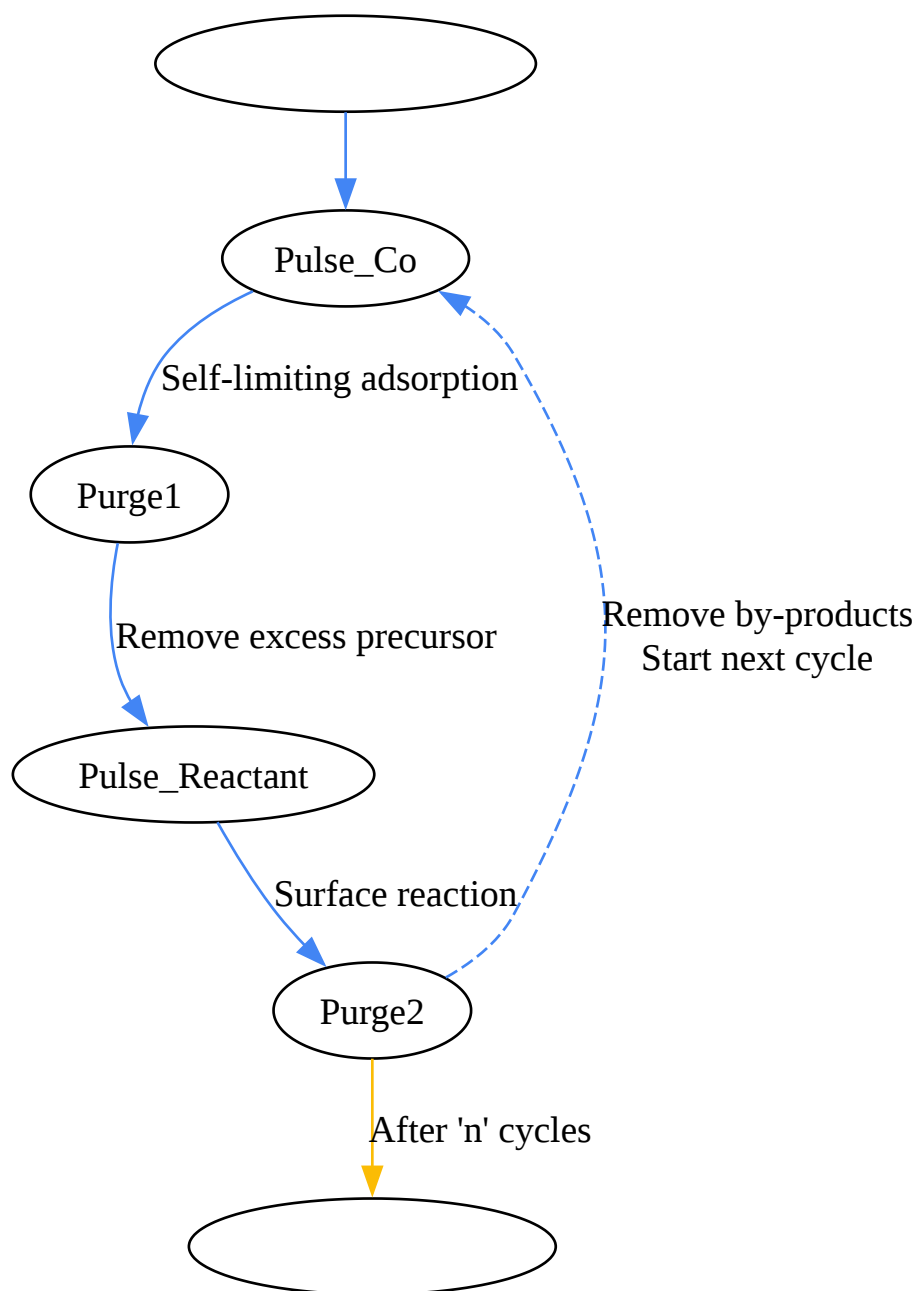 Pulse_Co
Self-limiting adsorption
Purge1
Remove excess precursor
Remove by-products
Start next cycle
Pulse_Reactant
Surface reaction
Purge2
After 'n' cycles